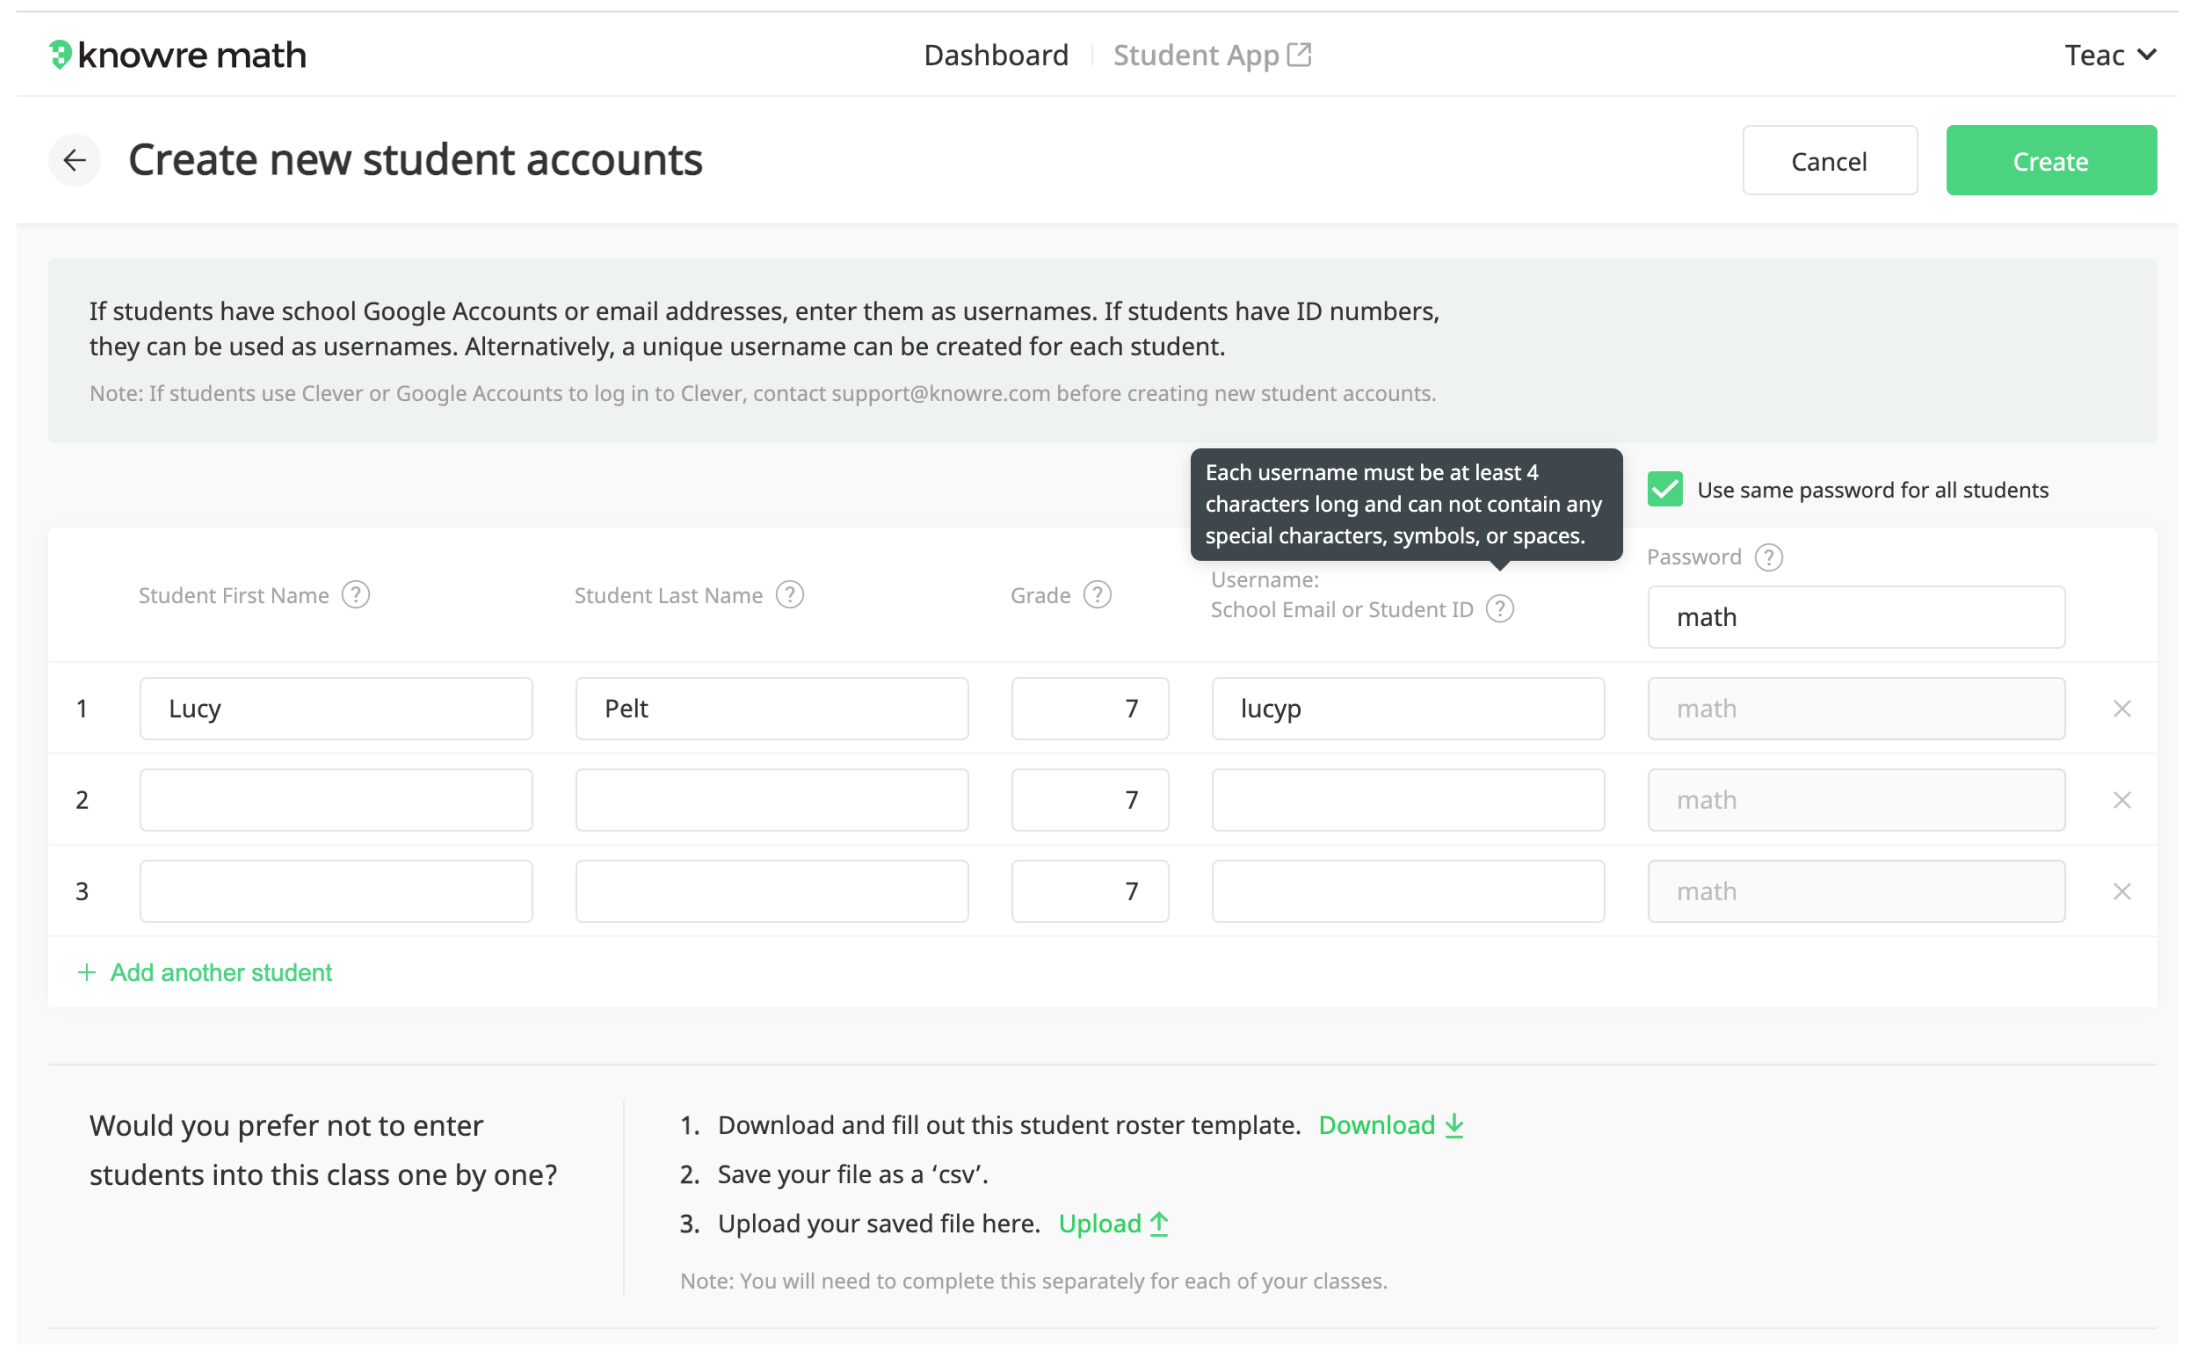 knowre math
Dashboard
Student App
Teac
Create new student accounts
Cancel
Create
If students have school Google Accounts or email addresses, enter them as usernames. If students have ID numbers,
they can be used as usernames. Alternatively, a unique username can be created for each student.
Note: If students use Clever or Google Accounts to log in to Clever, contact support@knowre.com before creating new student accounts.
Each username must be at least 4
characters long and can not contain any
special characters, symbols, or spaces.
Use same password for all students
Student First Name ?
Student Last Name ?
Grade ?
Username:
School Email or Student ID ?
Password ?
math
1 Lucy Pelt 7 lucyp math
2 7 math
3 7 math
+ Add another student
Would you prefer not to enter
students into this class one by one?
1. Download and fill out this student roster template. Download
2. Save your file as a ‘csv’.
3. Upload your saved file here. Upload
Note: You will need to complete this separately for each of your classes.